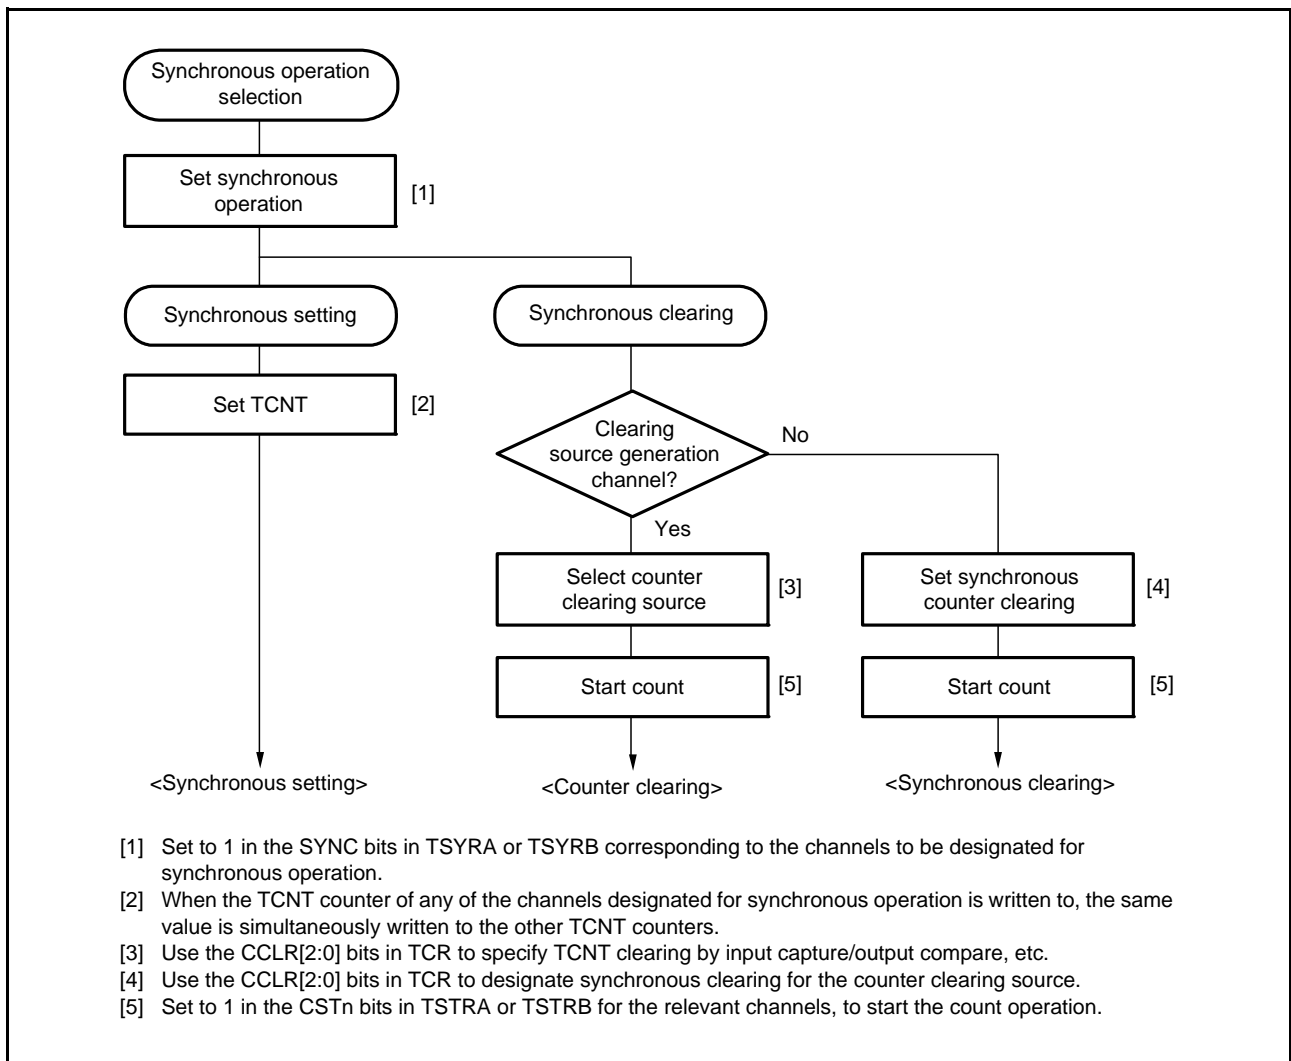 Synchronous operation
selection
Set synchronous
operation
[1]
Synchronous setting
Synchronous clearing
Set TCNT
[2]
Clearing
source generation
channel?
No
Yes
Select counter
clearing source
[3]
Set synchronous
counter clearing
[4]
Start count
[5]
Start count
[5]
<Synchronous setting>
<Counter clearing>
<Synchronous clearing>
[1] Set to 1 in the SYNC bits in TSYRA or TSYRB corresponding to the channels to be designated for
synchronous operation.
[2] When the TCNT counter of any of the channels designated for synchronous operation is written to, the same
value is simultaneously written to the other TCNT counters.
[3] Use the CCLR[2:0] bits in TCR to specify TCNT clearing by input capture/output compare, etc.
[4] Use the CCLR[2:0] bits in TCR to designate synchronous clearing for the counter clearing source.
[5] Set to 1 in the CSTn bits in TSTRA or TSTRB for the relevant channels, to start the count operation.